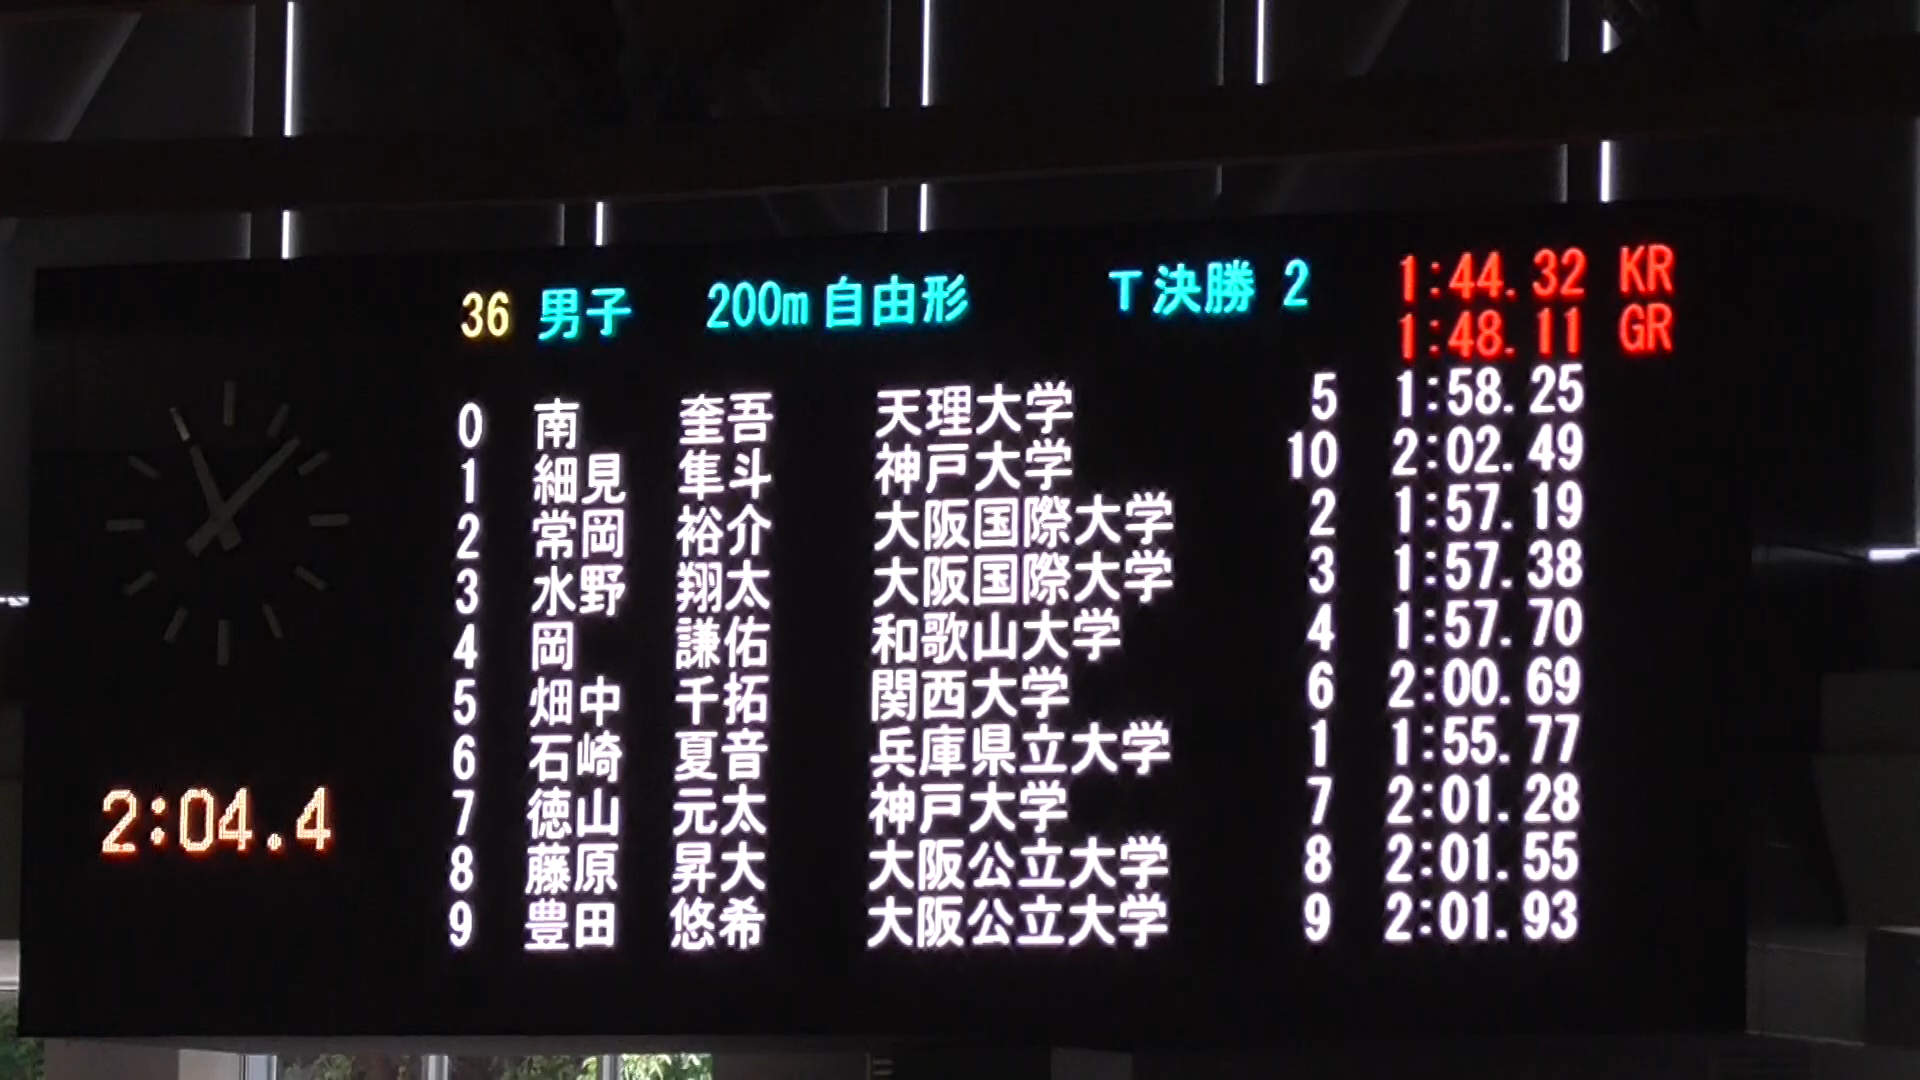 36 男子 200m 自由形 T決勝 2 1:44.32 KR
1:48.11 GR
0 南 奎吾 天理大学 5 1:58.25
1 細見 隼斗 神戸大学 10 2:02.49
2 常岡 裕介 大阪国際大学 2 1:57.19
3 水野 翔太 大阪国際大学 3 1:57.38
4 岡 謙佑 和歌山大学 4 1:57.70
5 畑中 千拓 関西大学 6 2:00.69
6 石崎 夏音 兵庫県立大学 1 1:55.77
7 徳山 元太 神戸大学 7 2:01.28
8 藤原 昇大 大阪公立大学 8 2:01.55
9 豊田 悠希 大阪公立大学 9 2:01.93
2:04.4